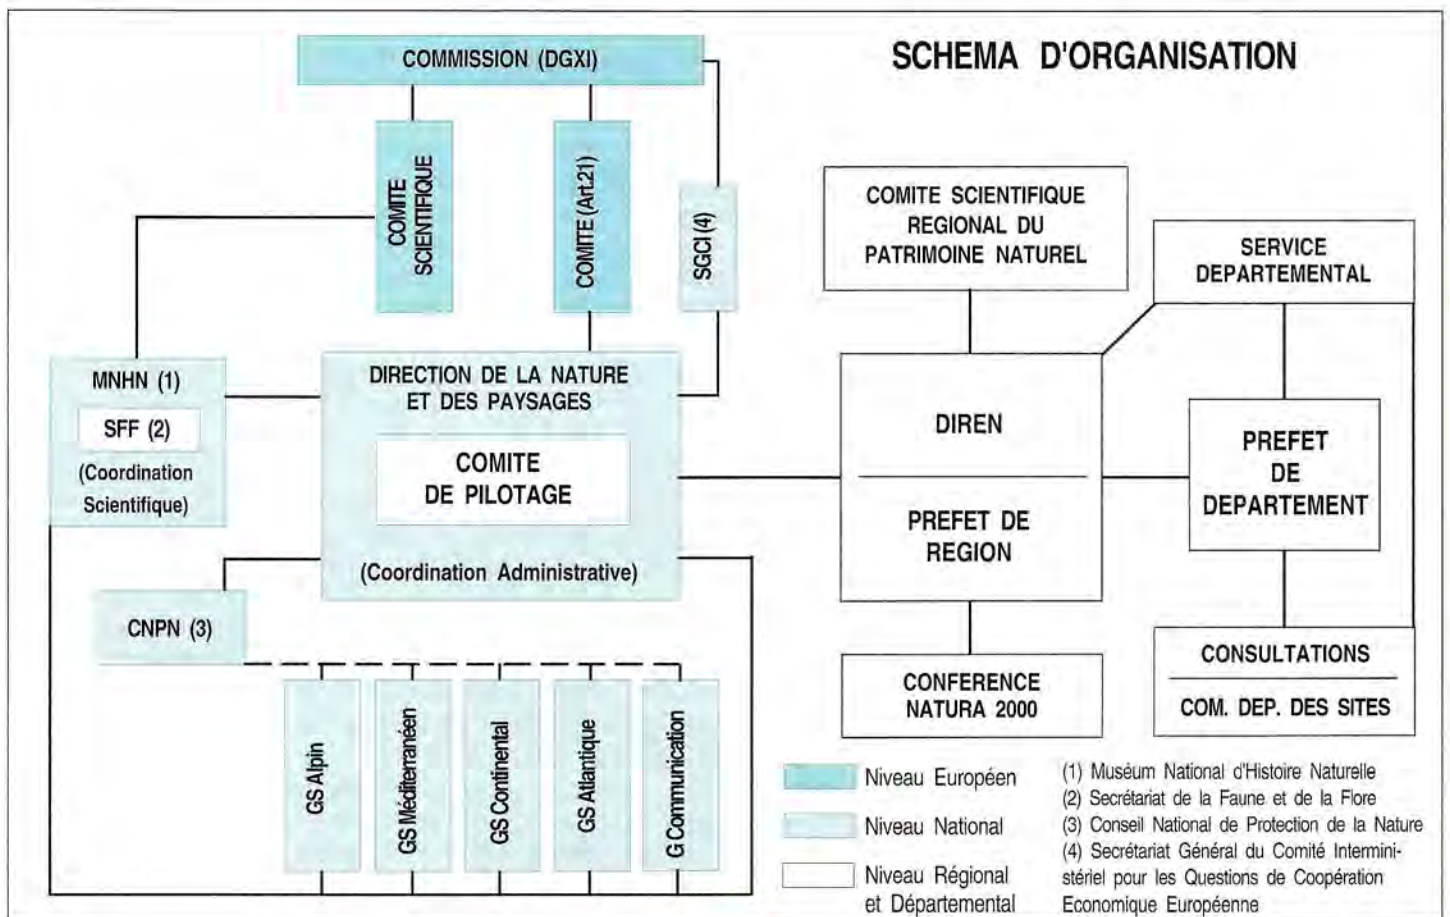 SCHEMA D'ORGANISATION
COMMISSION (DGXI)
COMITE
SCIENTIFIQUE
COMITE (Art.21)
SGCI (4)
COMITE SCIENTIFIQUE
REGIONAL DU
PATRIMOINE NATUREL
SERVICE
DEPARTEMENTAL
MNHN (1)
SFF (2)
(Coordination
Scientifique)
DIRECTION DE LA NATURE
ET DES PAYSAGES
COMITE
DE PILOTAGE
(Coordination Administrative)
DIREN
PREFET DE
REGION
PREFET
DE
DEPARTEMENT
CNPN (3)
GS Alpin
GS Méditerranéen
GS Continental
GS Atlantique
G Communication
CONFERENCE
NATURA 2000
CONSULTATIONS
COM. DEP. DES SITES
Niveau Européen
Niveau National
Niveau Régional
et Départemental
(1) Muséum National d'Histoire Naturelle
(2) Secrétariat de la Faune et de la Flore
(3) Conseil National de Protection de la Nature
(4) Secrétariat Général du Comité Intermini-
stériel pour les Questions de Coopération
Economique Européenne